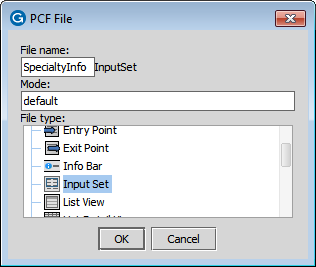 PCF File
File name:
SpecialtyInfo InputSet
Mode:
default
File type:
Entry Point
Exit Point
Info Bar
Input Set
List View
OK Cancel